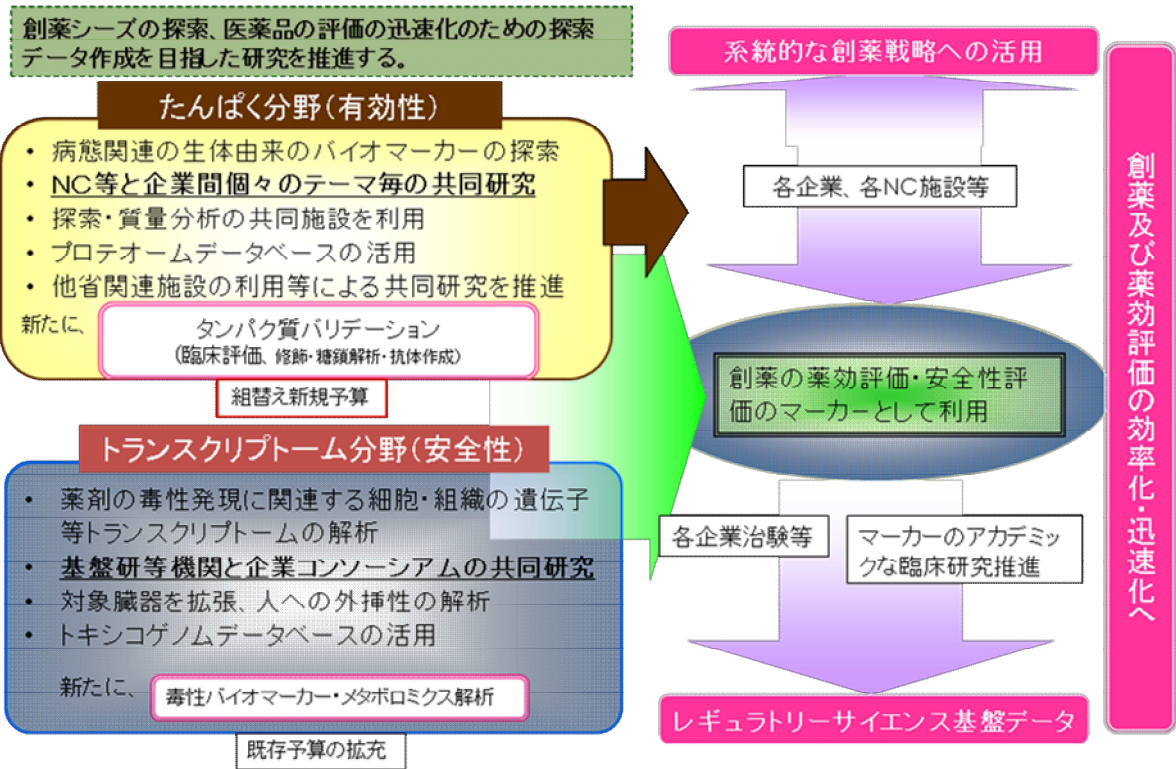 創薬シーズの探索、医薬品の評価の迅速化のための探索
データ作成を目指した研究を推進する。
たんぱく分野(有効性)
・ 病態関連の生体由来のバイオマーカーの探索
・ NC等と企業間個々のテーマ毎の共同研究
・ 探索・質量分析の共同施設を利用
・ プロテオームデータベースの活用
・ 他省関連施設の利用等による共同研究を推進
新たに、
タンパク質バリデーション
(臨床評価、修飾・糖鎖解析・抗体作成)
組替え新規予算
トランスクリプトーム分野(安全性)
・ 薬剤の毒性発現に関連する細胞・組織の遺伝子
等トランスクリプトームの解析
・ 基盤研等機関と企業コンソーシアムの共同研究
・ 対象臓器を拡張、人への外挿性の解析
・ トキシコゲノムデータベースの活用
新たに、
毒性バイオマーカー・メタボロミクス解析
既存予算の拡充
系統的な創薬戦略への活用
各企業、各NC施設等
創薬の薬効評価・安全性評
価のマーカーとして利用
各企業治験等
マーカーのアカデミッ
クな臨床研究推進
レギュラトリーサイエンス基盤データ
創薬及び薬効評価の効率化・迅速化へ